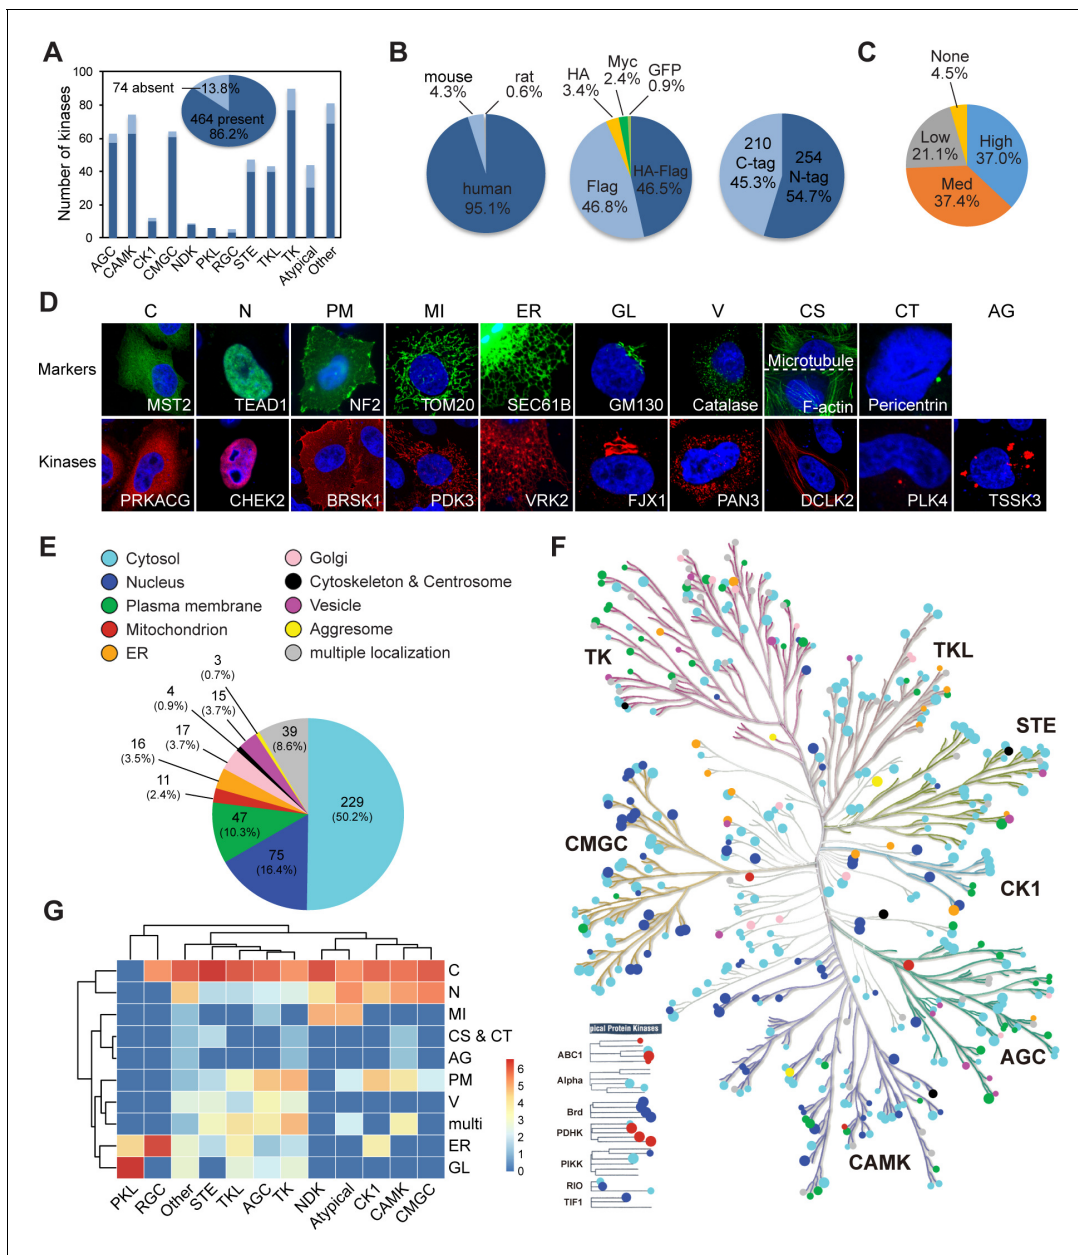 A
Number of kinases
100
80
60
40
20
0
74 absent
13.8%
464 present
86.2%
AGC
CAMK
CK1
CMGC
NDK
PKL
RGC
STE
TKL
TK
Atypical
Other
B
mouse
4.3%
rat
0.6%
human
95.1%
HA
3.4%
Myc
2.4%
GFP
0.9%
Flag
46.8%
HA-Flag
46.5%
210
C-tag
45.3%
254
N-tag
54.7%
C
None
4.5%
Low
21.1%
High
37.0%
Med
37.4%
D
C N PM MI ER GL V CS CT AG
Markers
MST2 TEAD1 NF2 TOM20 SEC61B GM130 Catalase
Microtubule
F-actin
Pericentrin
Kinases
PRKACG CHEK2 BRSK1 PDK3 VRK2 FJX1 PAN3 DCLK2 PLK4 TSSK3
E
Cytosol
Nucleus
Plasma membrane
Mitochondrion
ER
Golgi
Cytoskeleton & Centrosome
Vesicle
Aggresome
multiple localization
3
(0.7%)
4
(0.9%)
15
(3.7%)
39
(8.6%)
17
(3.7%)
16
(3.5%)
11
(2.4%)
47
(10.3%)
75
(16.4%)
229
(50.2%)
F
TK
TKL
STE
CMGC
CK1
AGC
CAMK
pical Protein Kinases
ABC1
Alpha
Brd
PDHK
PIKK
RIO
TIF1
G
C
N
MI
CS & CT
AG
PM
V
multi
ER
GL
6
5
4
3
2
1
0
PKL
RGC
Other
STE
TKL
AGC
TK
NDK
Atypical
CK1
CAMK
CMGC